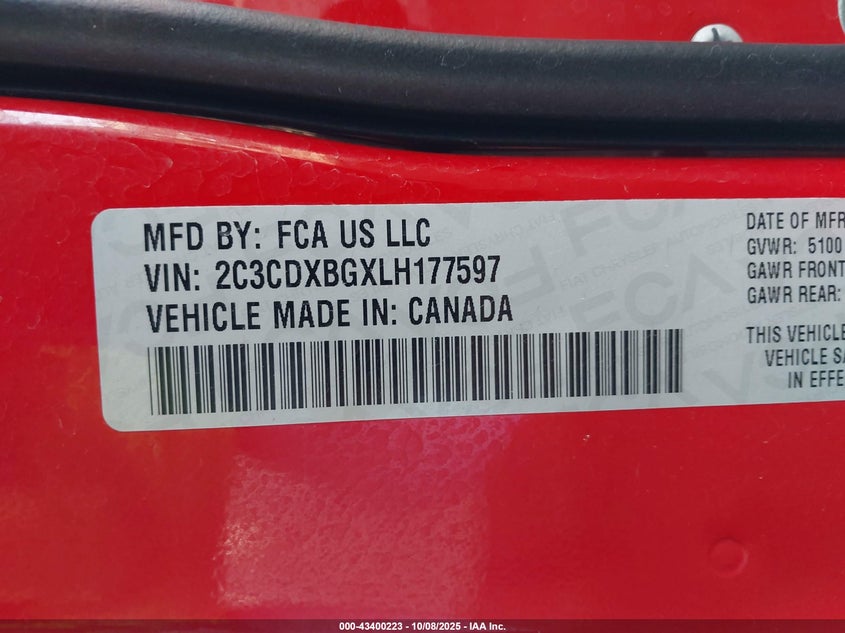 MFD BY: FCA US LLC
VIN: 2C3CDXBGXLH177597
VEHICLE MADE IN: CANADA
DATE OF MFR
GVWR: 5100
GAWR FRONT
GAWR REAR:
THIS VEHICLE
VEHICLE SA
IN EFFE
000-43400223 - 10/08/2025 - IAA Inc.